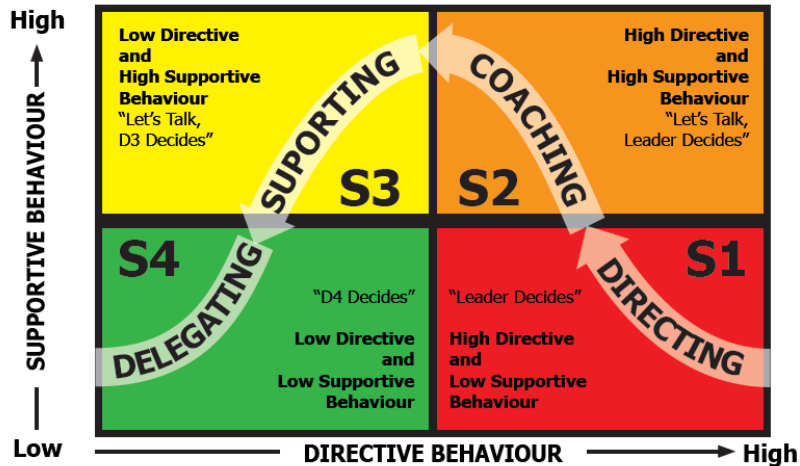 High
SUPPORTIVE BEHAVIOUR
Low
Low Directive
and
High Supportive
Behaviour
“Let’s Talk,
D3 Decides”
SUPORTING
S3
High Directive
and
High Supportive
Behaviour
“Let’s Talk,
Leader Decides”
COACHING
S2
S4
DELEGATING
“D4 Decides”
Low Directive
and
Low Supportive
Behaviour
S1
DIRECTING
“Leader Decides”
High Directive
and
Low Supportive
Behaviour
DIRECTIVE BEHAVIOUR
High